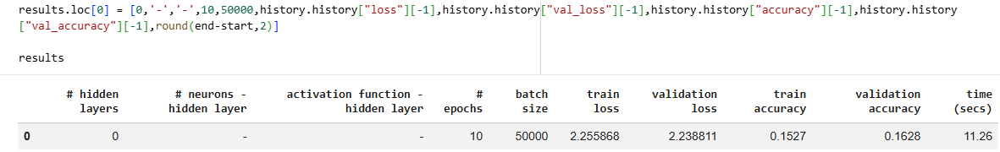 results.loc[0] = [0,'-','-',10,50000,history.history["loss"][-1],history.history["val_loss"][-1],history.history["accuracy"][-1],history.history
["val_accuracy"][-1],round(end-start,2)]
results
# hidden layers # neurons - hidden layer activation function - hidden layer # epochs batch size train loss validation loss train accuracy validation accuracy time (secs)
0 0 - - 10 50000 2.255868 2.238811 0.1527 0.1628 11.26